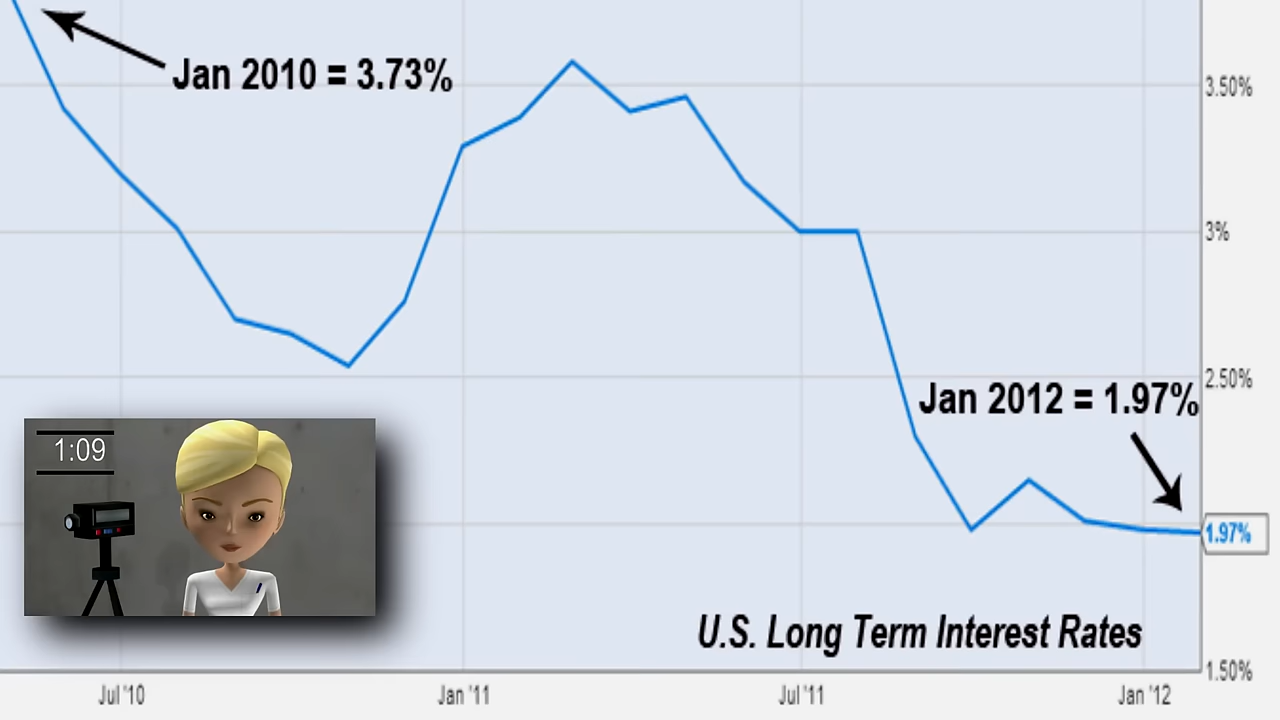 Jan 2010 = 3.73%
3.50%
3%
2.50%
Jan 2012 = 1.97%
1:09
1.97%
U.S. Long Term Interest Rates
1.50%
Jul '10
Jan '11
Jul '11
Jan '12